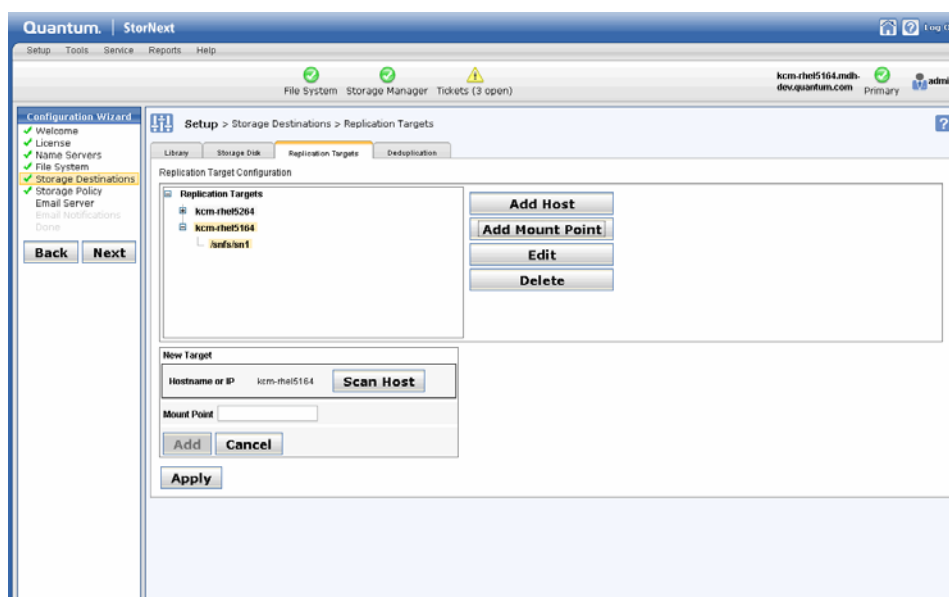 Quantum. | StorNext
Log O
Setup Tools Service Reports Help
File System Storage Manager Tickets (3 open)
kcm-rhel5164.mdh-
dev.quantum.com Primary
admi
Configuration Wizard
Welcome
License
Name Servers
File System
Storage Destinations
Storage Policy
Email Server
Email Notifications
Done
Back Next
Setup > Storage Destinations > Replication Targets
Library Storage Disk Replication Targets Deduplication
Replication Target Configuration
Replication Targets
kcm-rhel5264
kcm-rhel5164
/snfs/sn1
Add Host
Add Mount Point
Edit
Delete
New Target
Hostname or IP kcm-rhel5164 Scan Host
Mount Point
Add Cancel
Apply